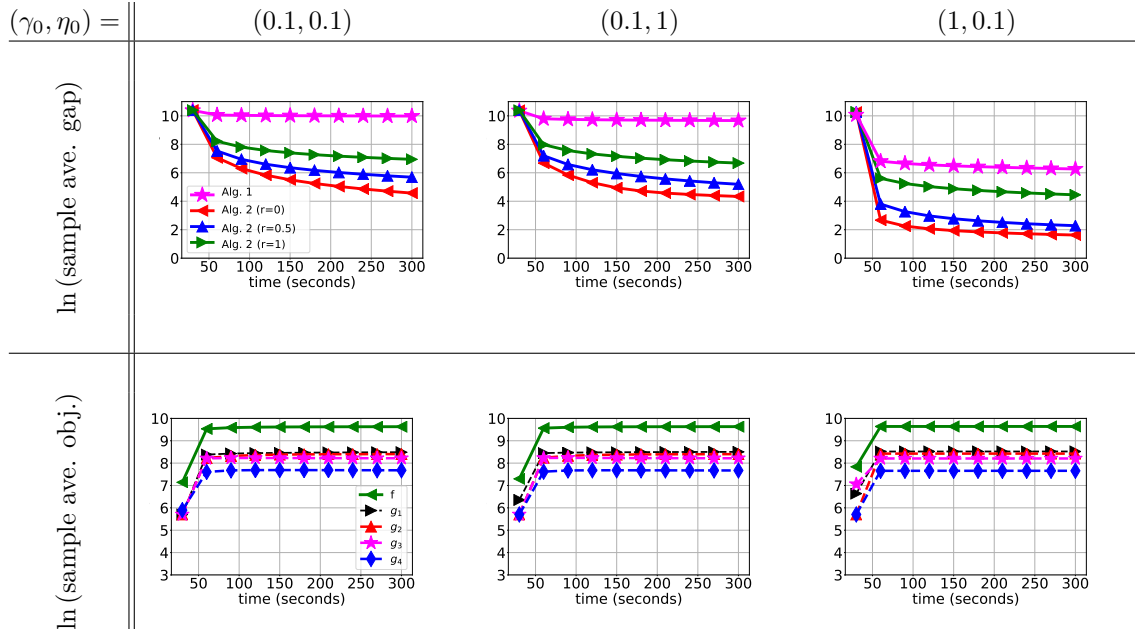 (γ₀, η₀) = (0.1, 0.1) (0.1, 1) (1, 0.1)
ln (sample ave. gap)
10
8
6
4
2
0
Alg. 1
Alg. 2 (r=0)
Alg. 2 (r=0.5)
Alg. 2 (r=1)
50 100 150 200 250 300
time (seconds)
10
8
6
4
2
0
50 100 150 200 250 300
time (seconds)
10
8
6
4
2
0
50 100 150 200 250 300
time (seconds)
ln (sample ave. obj.)
10
9
8
7
6
5
4
3
f
g₁
g₂
g₃
g₄
50 100 150 200 250 300
time (seconds)
10
9
8
7
6
5
4
3
50 100 150 200 250 300
time (seconds)
10
9
8
7
6
5
4
3
50 100 150 200 250 300
time (seconds)